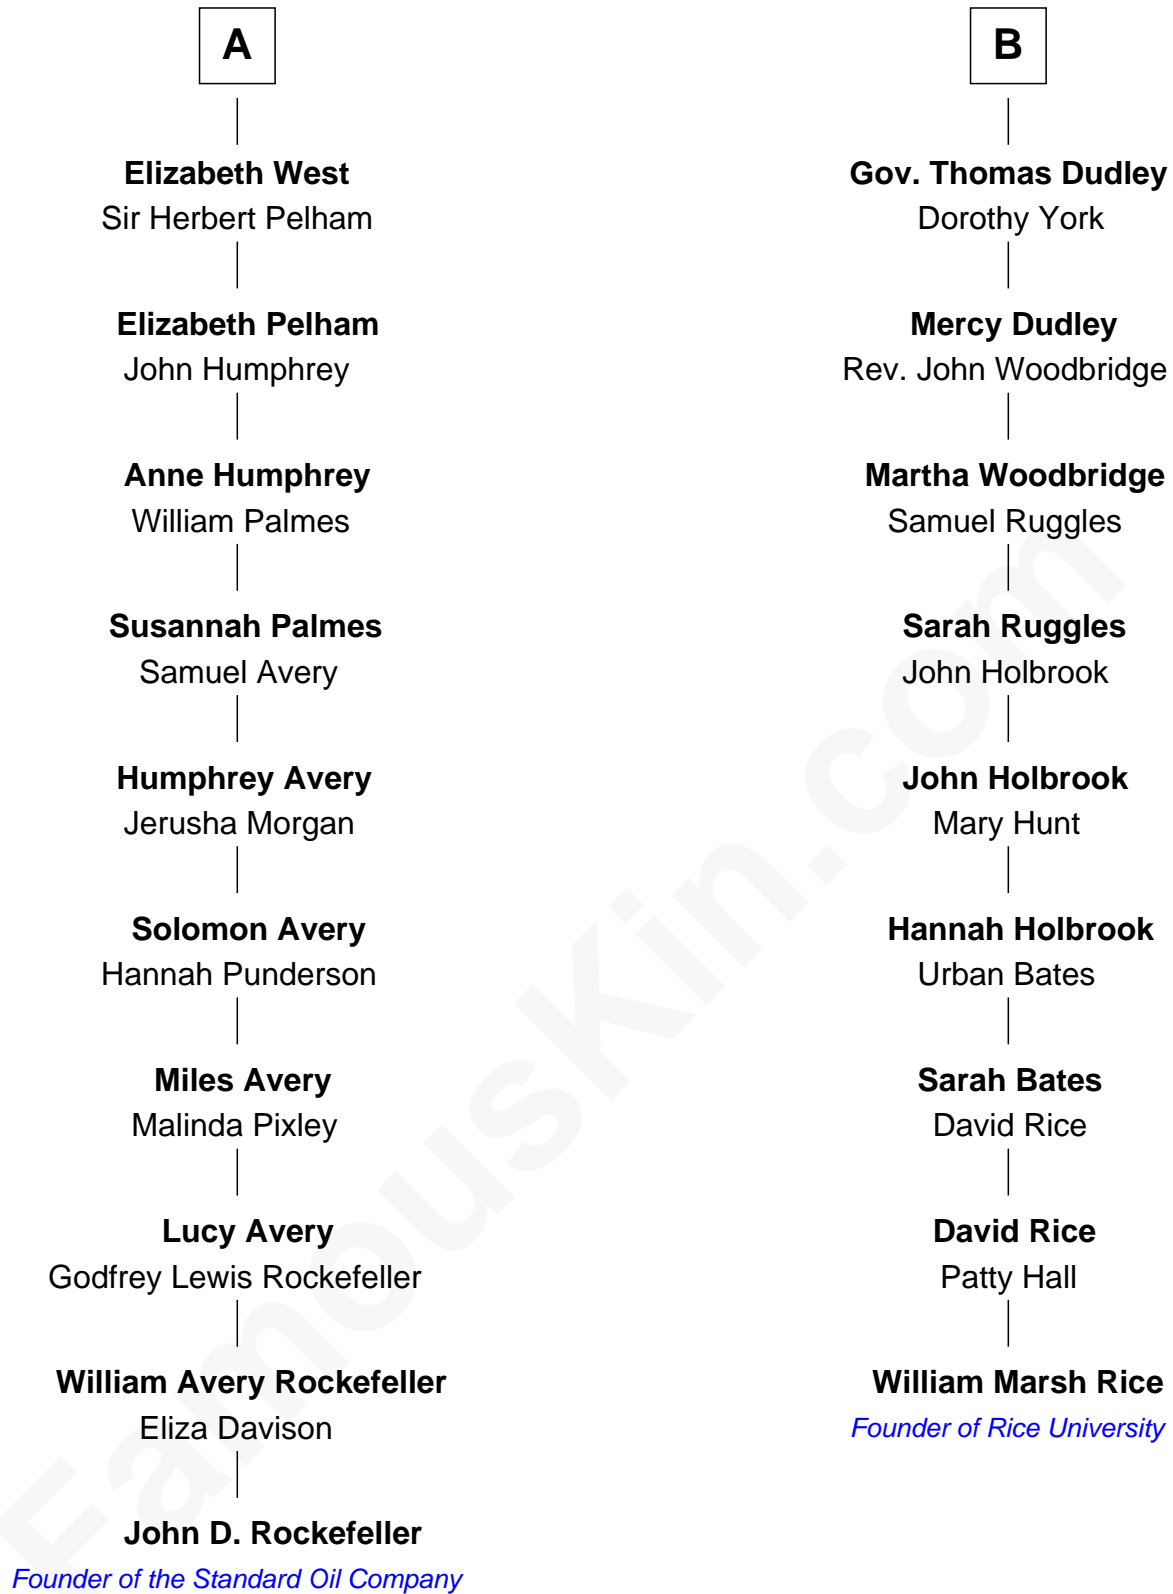 A
Elizabeth West
Sir Herbert Pelham
Elizabeth Pelham
John Humphrey
Anne Humphrey
William Palmes
Susannah Palmes
Samuel Avery
Humphrey Avery
Jerusha Morgan
Solomon Avery
Hannah Punderson
Miles Avery
Malinda Pixley
Lucy Avery
Godfrey Lewis Rockefeller
William Avery Rockefeller
Eliza Davison
John D. Rockefeller
Founder of the Standard Oil Company
B
Gov. Thomas Dudley
Dorothy York
Mercy Dudley
Rev. John Woodbridge
Martha Woodbridge
Samuel Ruggles
Sarah Ruggles
John Holbrook
John Holbrook
Mary Hunt
Hannah Holbrook
Urban Bates
Sarah Bates
David Rice
David Rice
Patty Hall
William Marsh Rice
Founder of Rice University
FamousKin.com